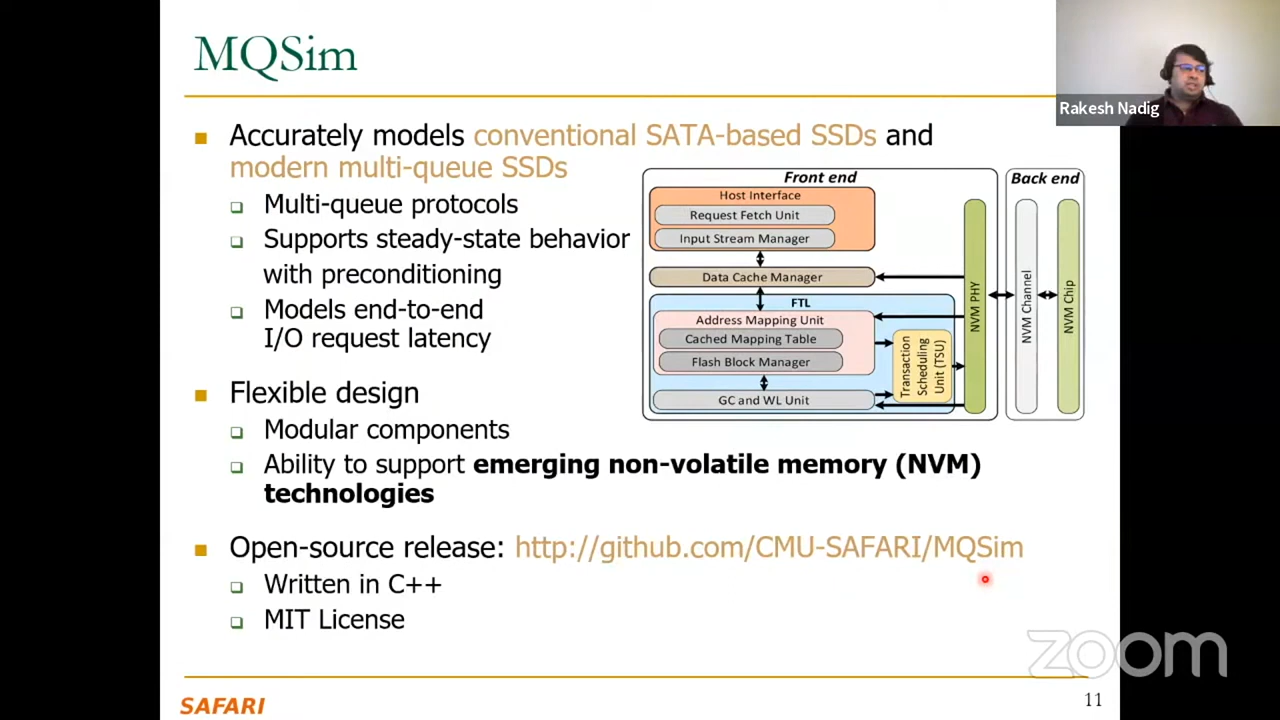 MQSim
Rakesh Nadig
Accurately models conventional SATA-based SSDs and
modern multi-queue SSDs
Multi-queue protocols
Supports steady-state behavior
with preconditioning
Models end-to-end
I/O request latency
Front end
Host Interface
Request Fetch Unit
Input Stream Manager
Data Cache Manager
FTL
Address Mapping Unit
Cached Mapping Table
Flash Block Manager
GC and WL Unit
Transaction
Scheduling
Unit (TSU)
NVM PHY
Back end
NVM Channel
NVM Chip
Flexible design
Modular components
Ability to support emerging non-volatile memory (NVM)
technologies
Open-source release: http://github.com/CMU-SAFARI/MQSim
Written in C++
MIT License
zoom
SAFARI
11